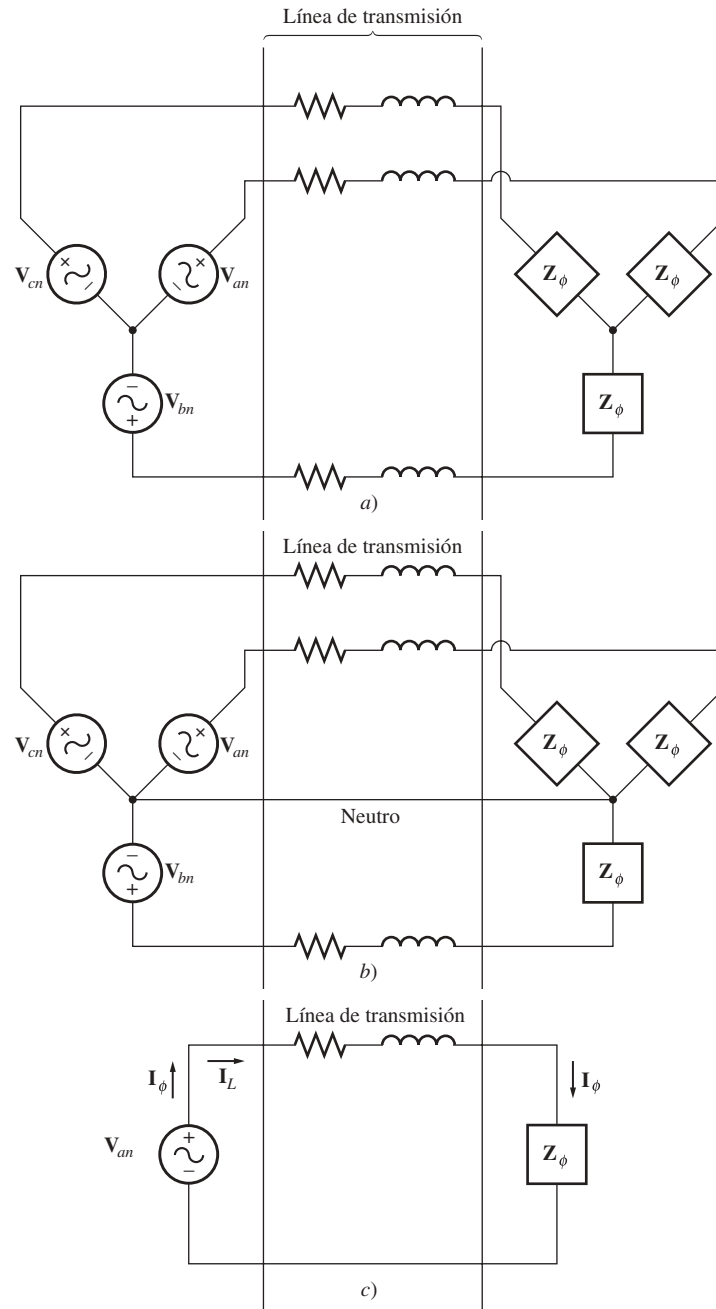 Línea de transmisión
V_cn
V_an
Z_ϕ
Z_ϕ
+
−
−
+
−
+
V_bn
Z_ϕ
a)
Línea de transmisión
V_cn
V_an
Z_ϕ
Z_ϕ
+
−
−
+
Neutro
−
+
V_bn
Z_ϕ
b)
Línea de transmisión
I_ϕ
I_L
I_ϕ
V_an
+
−
Z_ϕ
c)